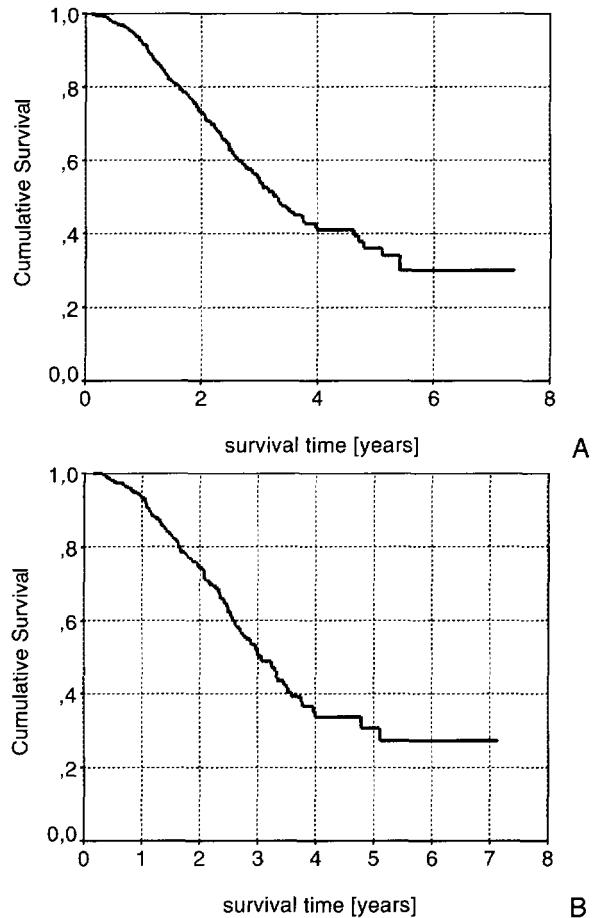 1,0
,8
,6
,4
,2
0,0
Cumulative Survival
0 2 4 6 8
survival time [years]
A
1,0
,8
,6
,4
,2
0,0
Cumulative Survival
0 1 2 3 4 5 6 7 8
survival time [years]
B